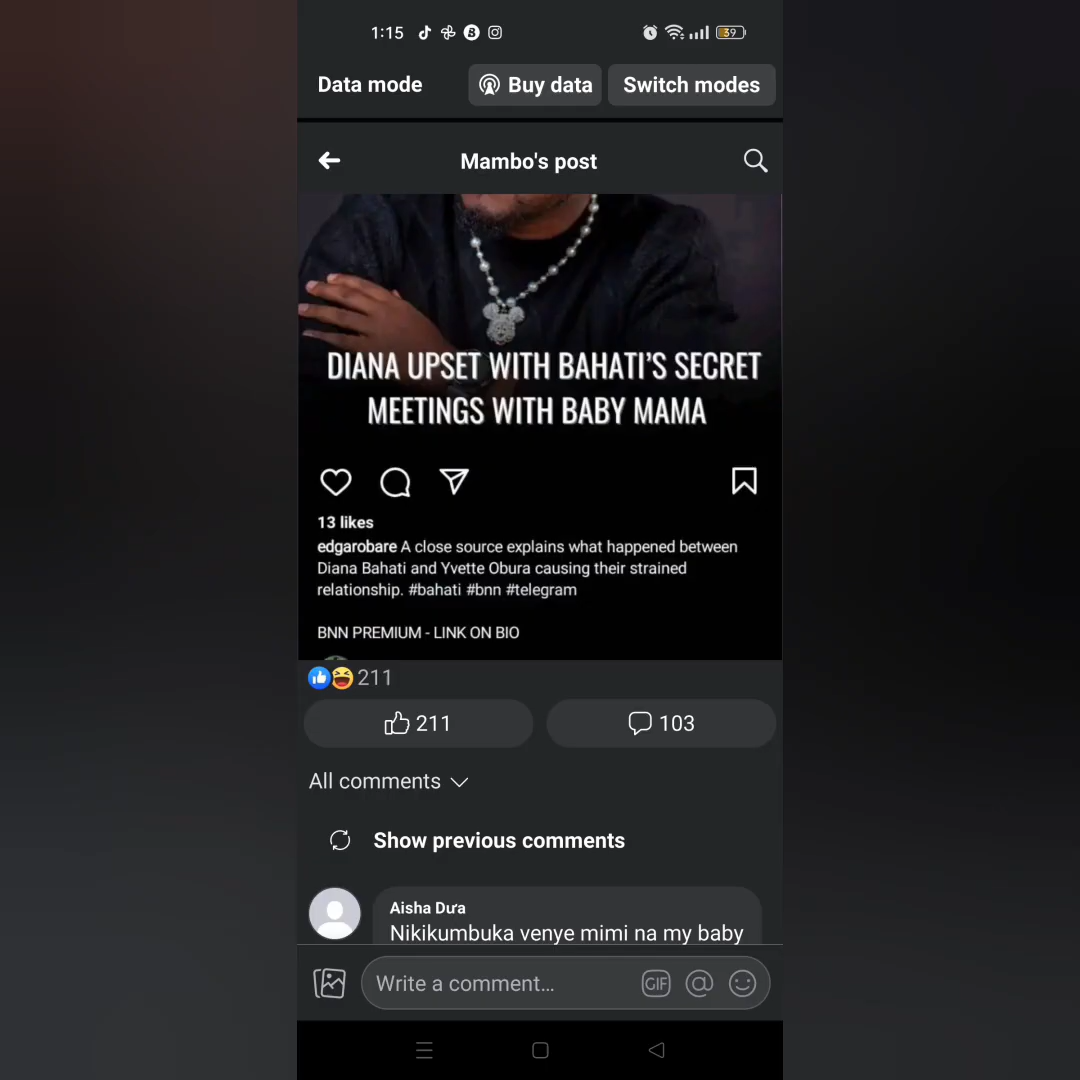 1:15
39
Data mode
Buy data
Switch modes
Mambo's post
DIANA UPSET WITH BAHATI'S SECRET
MEETINGS WITH BABY MAMA
13 likes
edgarobare A close source explains what happened between
Diana Bahati and Yvette Obura causing their strained
relationship. #bahati #bnn #telegram
BNN PREMIUM - LINK ON BIO
211
211
103
All comments
Show previous comments
Aisha Dưa
Nikikumbuka venye mimi na my baby
Write a comment...
GIF
@